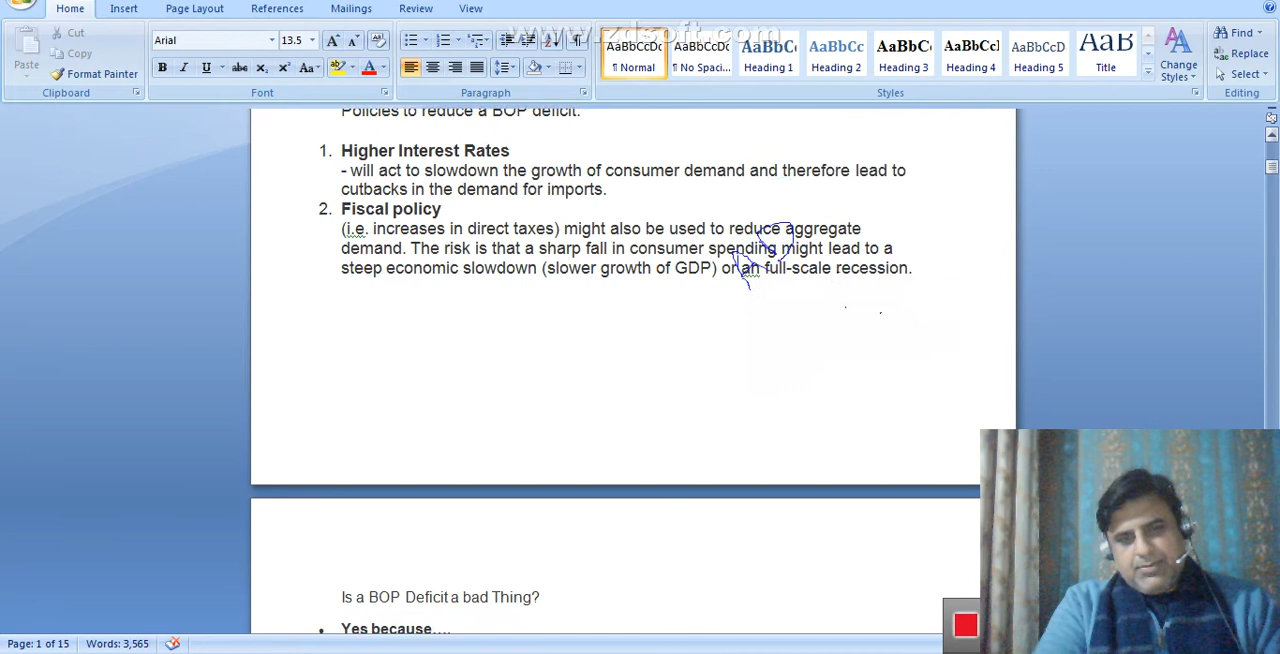 Home Insert Page Layout References Mailings Review View
www.rzdsoft.com
Cut
Copy
Format Painter
Paste
Clipboard
Arial 13.5
Font
Paragraph
AaBbCcDc AaBbCcDc AaBbC AaBbCc AaBbC AaBbCcI AaBbCcD AaB
¶ Normal ¶ No Spaci... Heading 1 Heading 2 Heading 3 Heading 4 Heading 5 Title
Change
Styles
Styles
Find
Replace
Select
Editing
Policies to reduce a BOP deficit.
1. Higher Interest Rates
- will act to slowdown the growth of consumer demand and therefore lead to
cutbacks in the demand for imports.
2. Fiscal policy
(i.e. increases in direct taxes) might also be used to reduce aggregate
demand. The risk is that a sharp fall in consumer spending might lead to a
steep economic slowdown (slower growth of GDP) or an full-scale recession.
Is a BOP Deficit a bad Thing?
• Yes because….
Page: 1 of 15 Words: 3,565